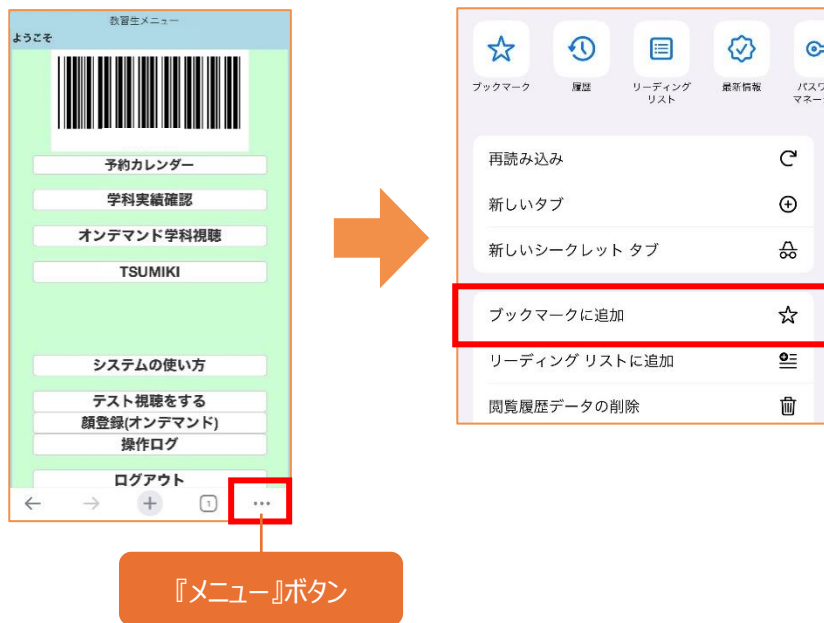 教習生メニュー
ようこそ
予約カレンダー
学科実績確認
オンデマンド学科視聴
TSUMIKI
システムの使い方
テスト視聴をする
顔登録(オンデマンド)
操作ログ
ログアウト
1
『メニュー』ボタン
ブックマーク
履歴
リーディング
リスト
最新情報
パスワ
マネー
再読み込み
新しいタブ
新しいシークレット タブ
ブックマークに追加
リーディング リストに追加
閲覧履歴データの削除